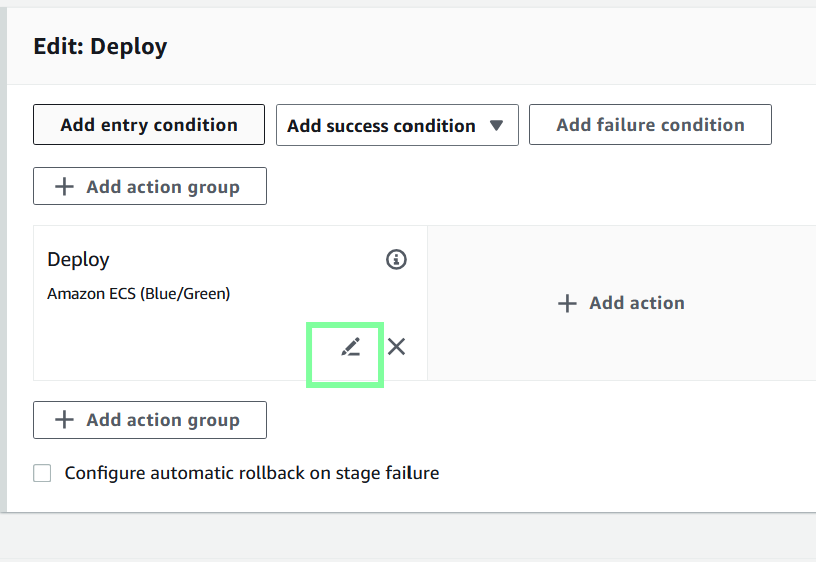 Edit: Deploy
Add entry condition
Add success condition
Add failure condition
Add action group
Deploy
Amazon ECS (Blue/Green)
Add action
Add action group
Configure automatic rollback on stage failure